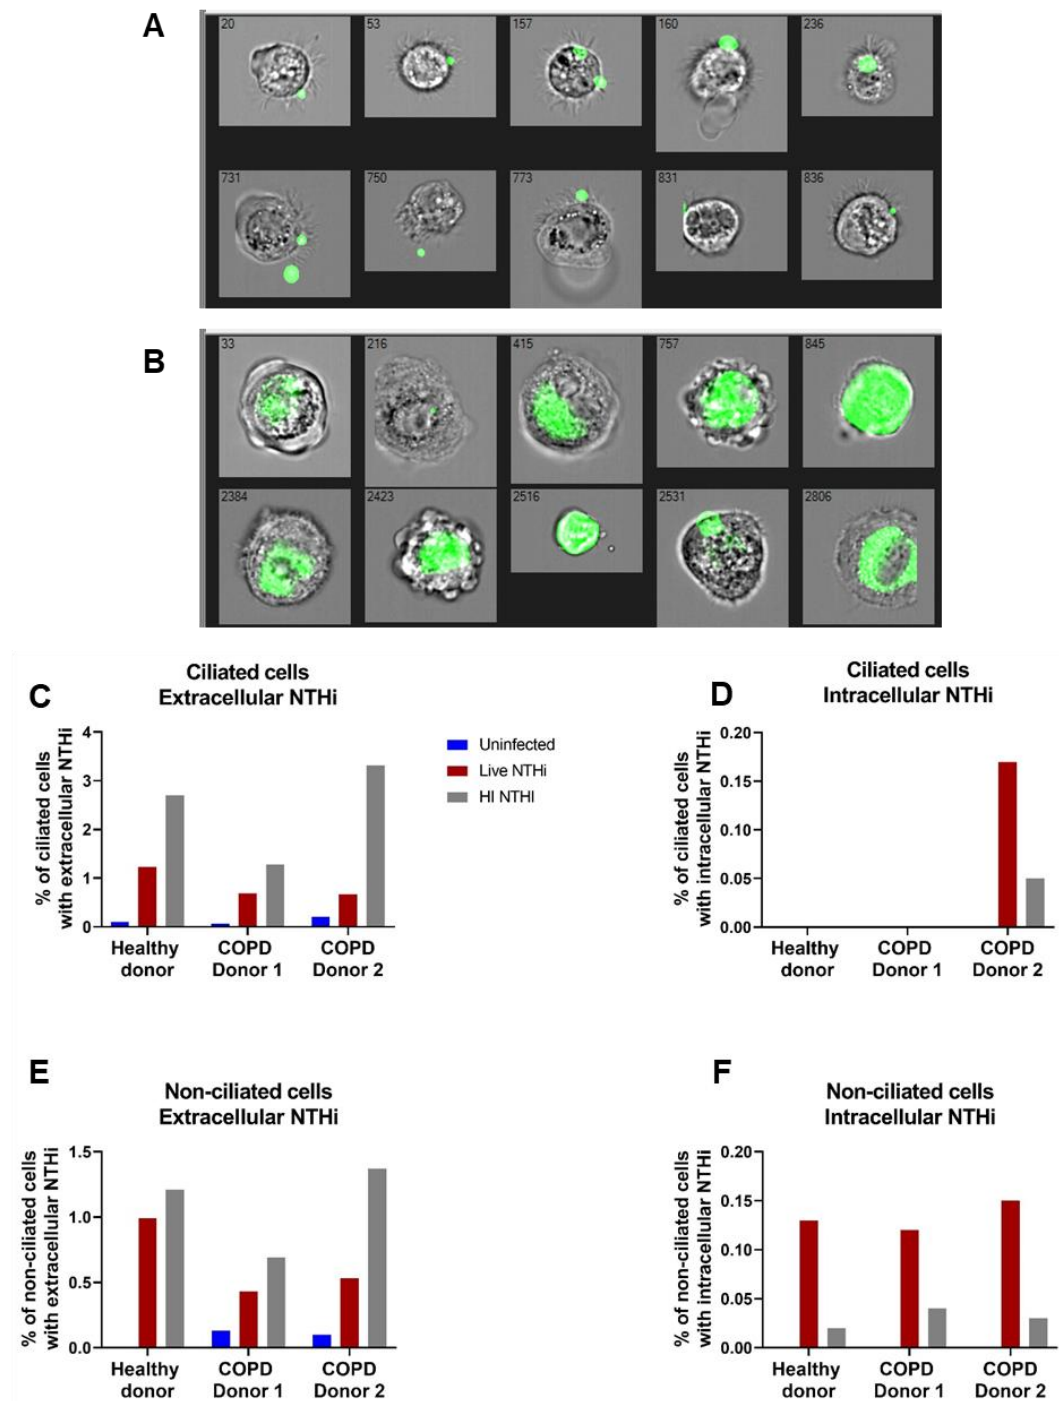 A
20 53 157 160 236
731 750 773 831 836
B
33 216 415 757 845
2384 2423 2516 2531 2806
C
Ciliated cells
Extracellular NTHi
% of ciliated cells
with extracellular NTHi
4
3
2
1
0
Healthy donor
COPD Donor 1
COPD Donor 2
Uninfected
Live NTHi
HI NTHI
D
Ciliated cells
Intracellular NTHi
% of ciliated cells
with intracellular NTHi
0.20
0.15
0.10
0.05
0.00
Healthy donor
COPD Donor 1
COPD Donor 2
E
Non-ciliated cells
Extracellular NTHi
% of non-ciliated cells
with extracellular NTHi
1.5
1.0
0.5
0.0
Healthy donor
COPD Donor 1
COPD Donor 2
F
Non-ciliated cells
Intracellular NTHi
% of non-ciliated cells
with intracellular NTHi
0.20
0.15
0.10
0.05
0.00
Healthy donor
COPD Donor 1
COPD Donor 2